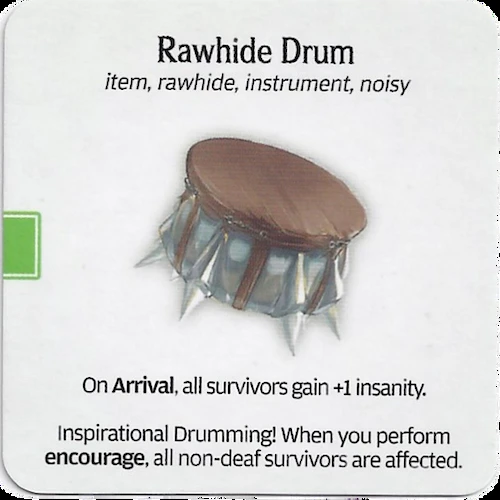 Rawhide Drum
item, rawhide, instrument, noisy
On Arrival, all survivors gain +1 insanity.
Inspirational Drumming! When you perform
encourage, all non-deaf survivors are affected.